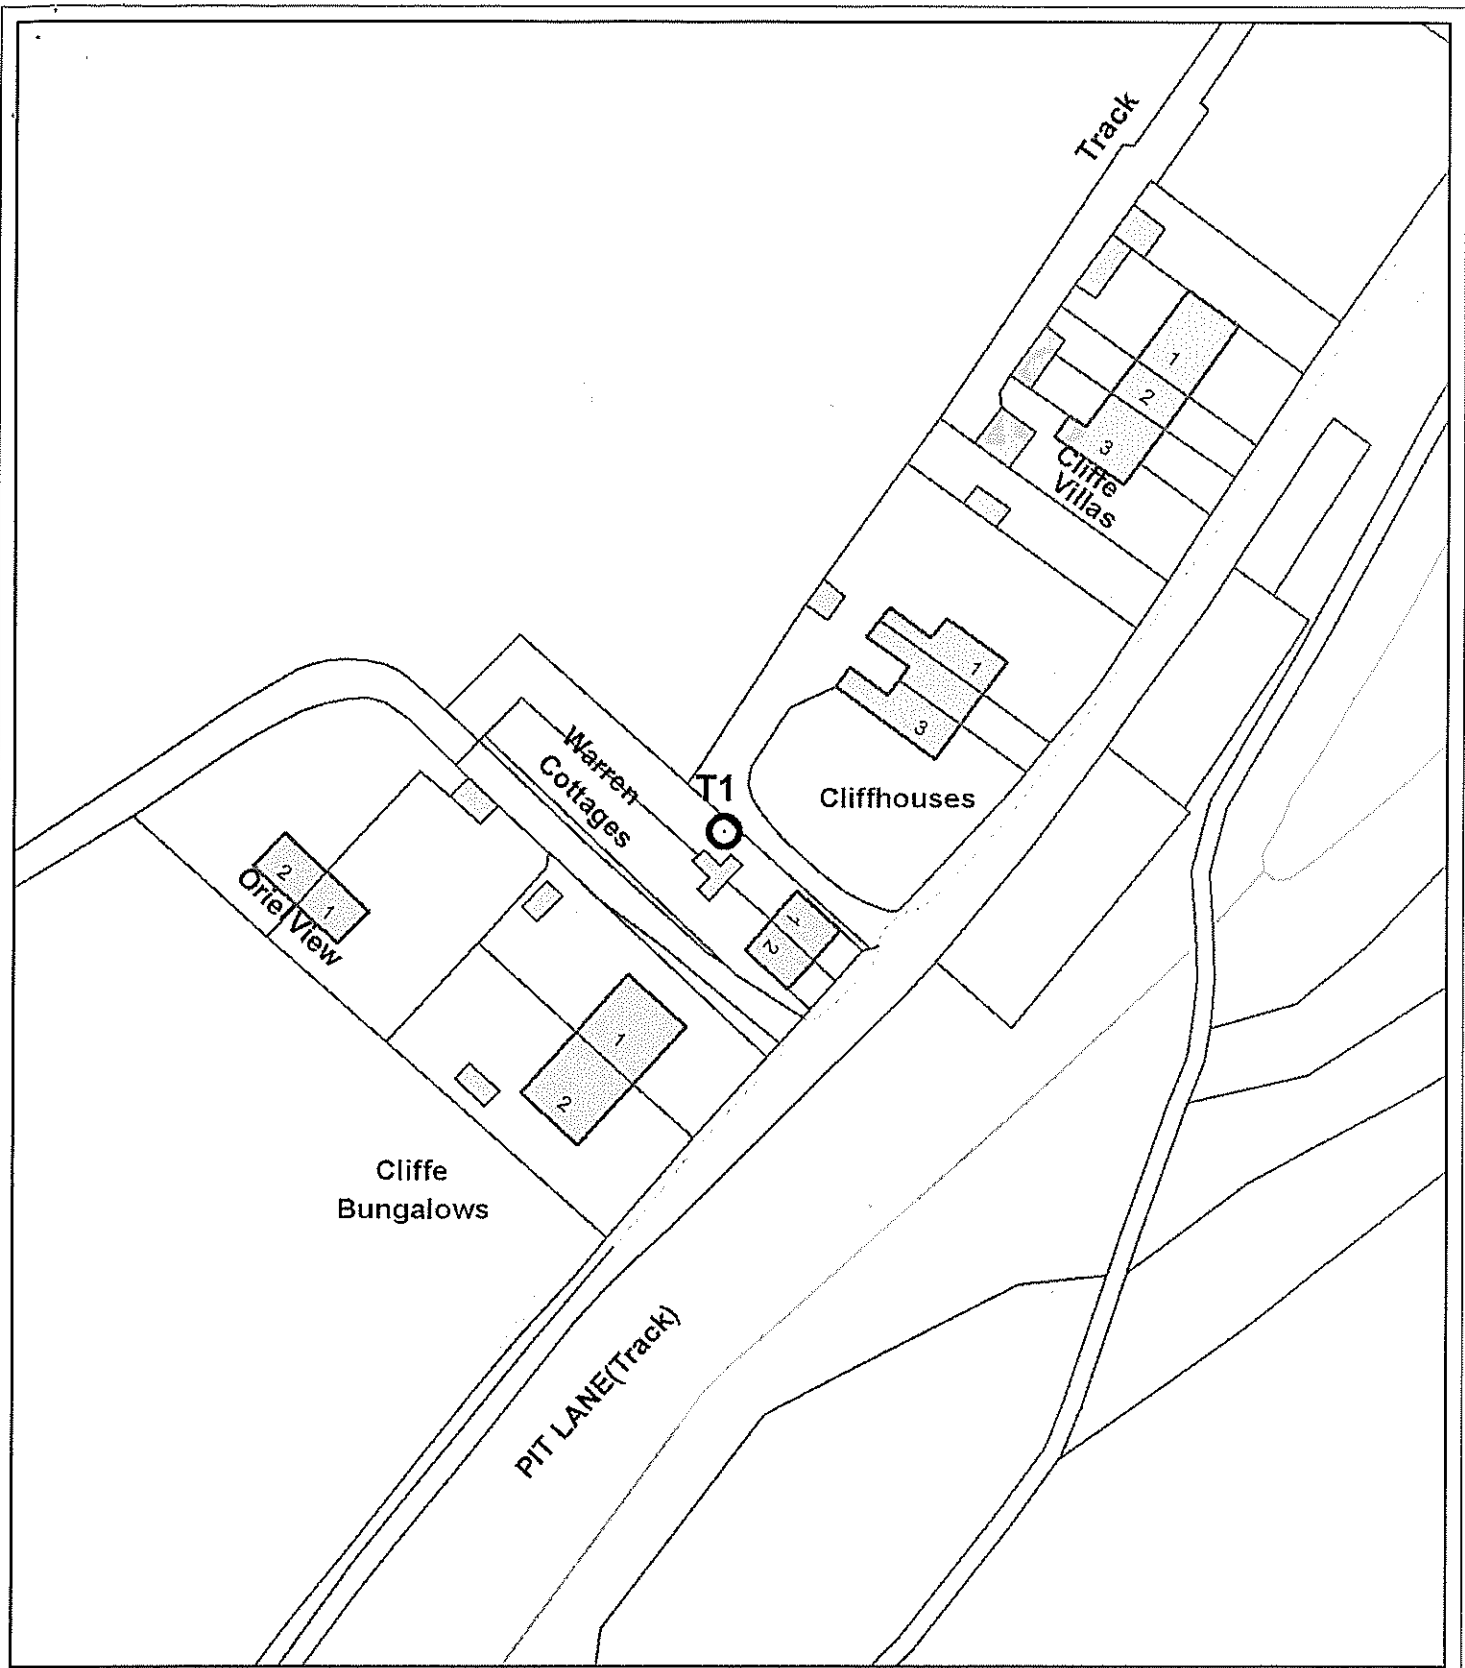 Track
1
2
3
Cliffe
Villas
1
3
Cliffhouses
Warren
Cottages
T1
2
1
Oriel View
1
2
1
2
Cliffe
Bungalows
PIT LANE(Track)